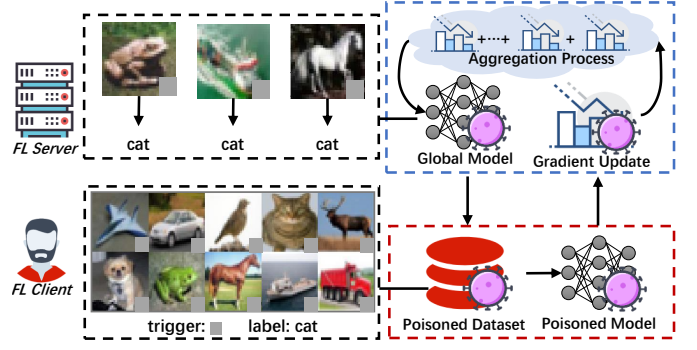 +···+
+
Aggregation Process
FL Server
cat
cat
cat
Global Model
Gradient Update
FL Client
trigger:
label: cat
Poisoned Dataset
Poisoned Model